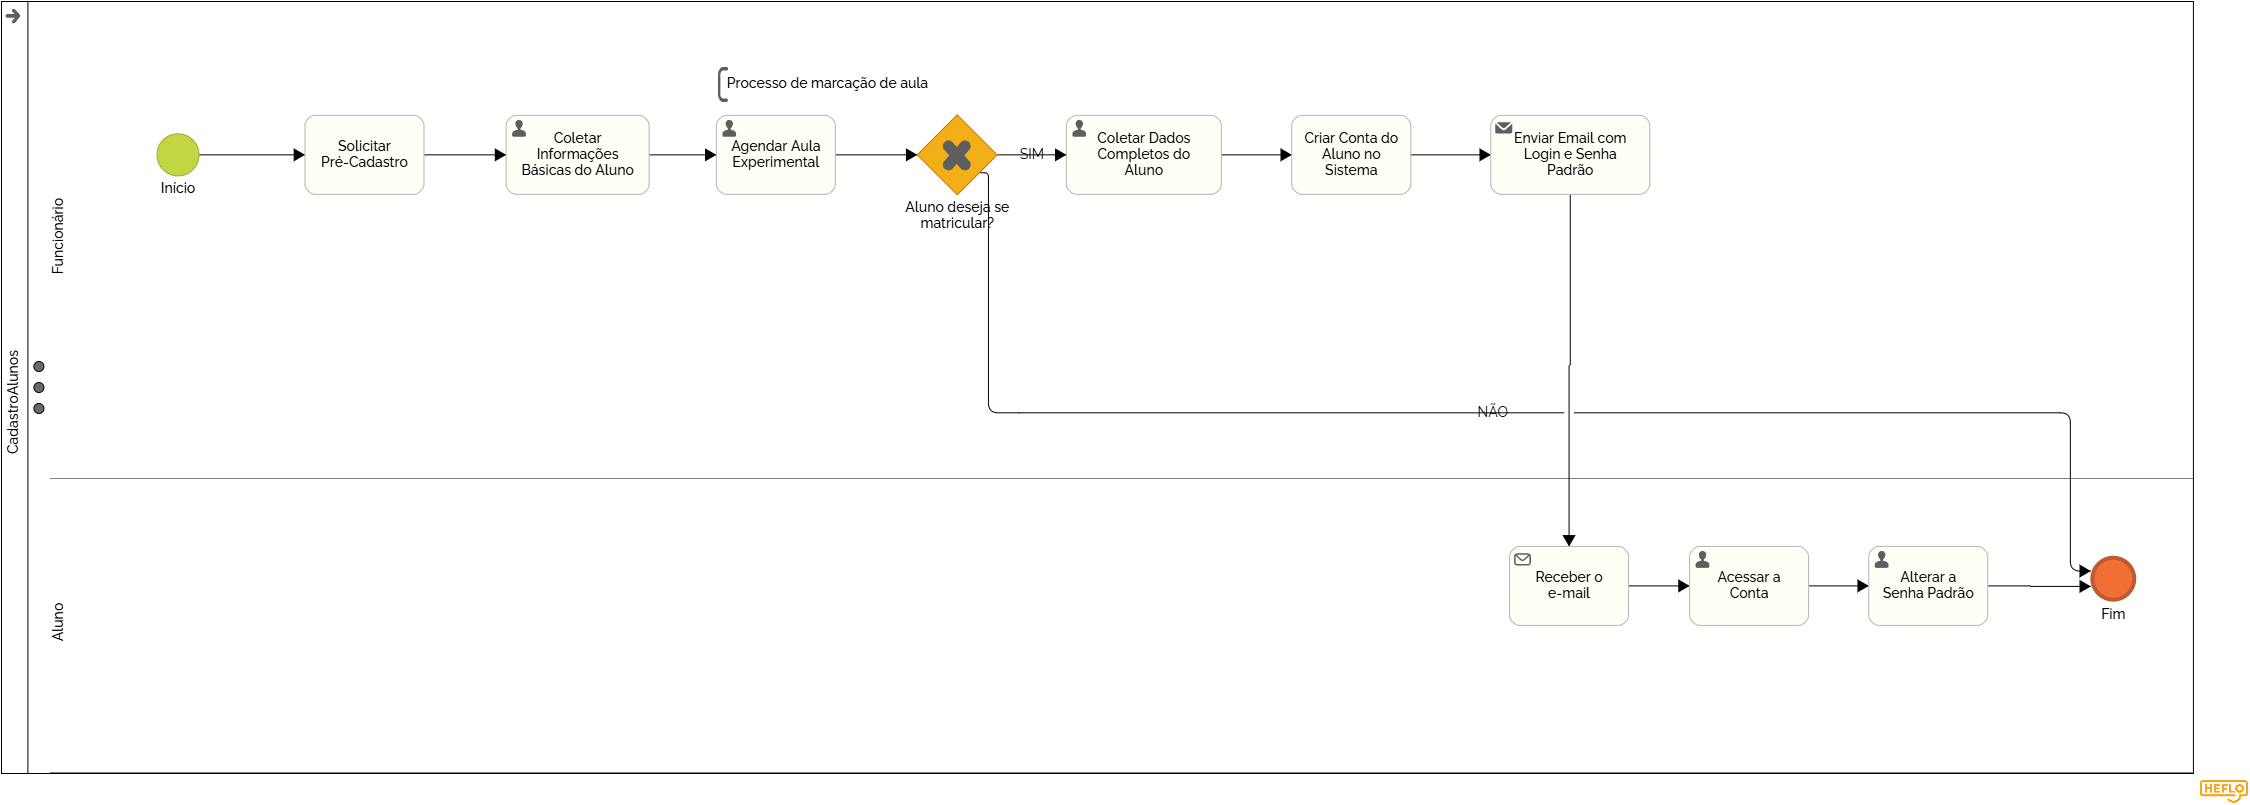 CadastroAlunos
Funcionário
Processo de marcação de aula
Início
Solicitar
Pré-Cadastro
Coletar
Informações
Básicas do Aluno
Agendar Aula
Experimental
Aluno deseja se
matricular?
SIM
Coletar Dados
Completos do
Aluno
Criar Conta do
Aluno no
Sistema
Enviar Email com
Login e Senha
Padrão
NÃO
Aluno
Receber o
e-mail
Acessar a
Conta
Alterar a
Senha Padrão
Fim
HEFLO